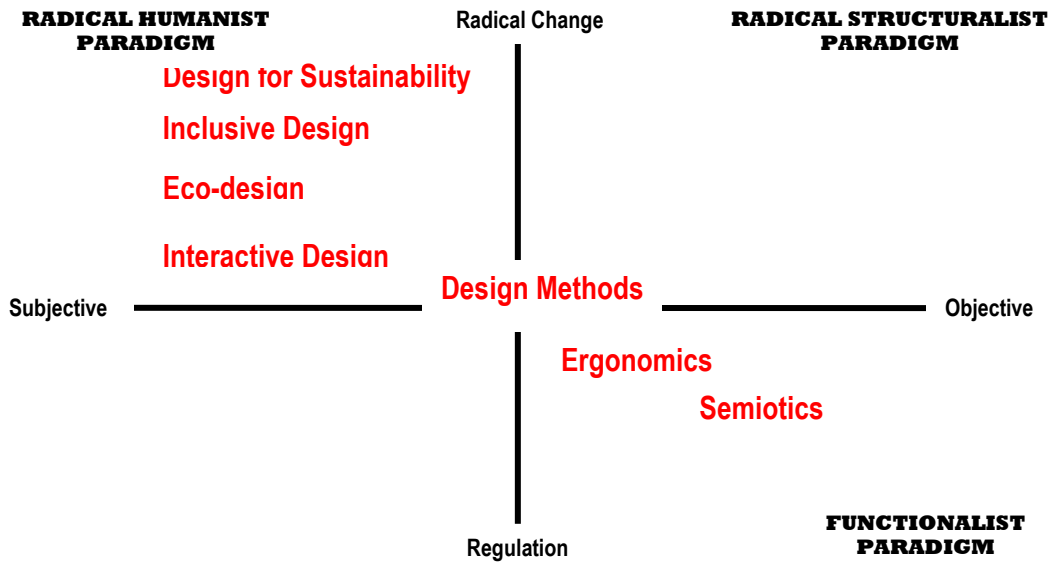 RADICAL HUMANIST
PARADIGM
Radical Change
RADICAL STRUCTURALIST
PARADIGM
Design for Sustainability
Inclusive Design
Eco-design
Interactive Design
Design Methods
Subjective
Objective
Ergonomics
Semiotics
FUNCTIONALIST
PARADIGM
Regulation